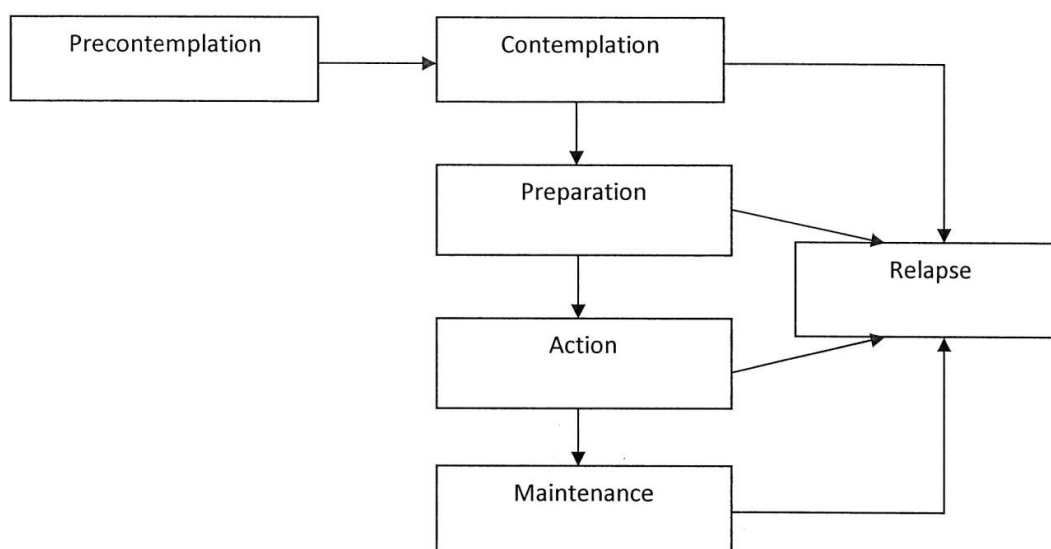 Precontemplation
Contemplation
Preparation
Relapse
Action
Maintenance